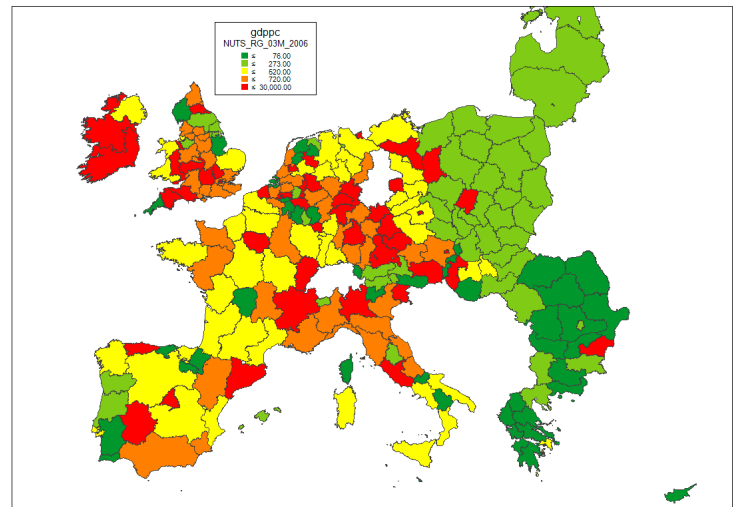 gdppc
NUTS_RG_03M_2006
≤ 76.00
≤ 273.00
≤ 520.00
≤ 720.00
≤ 30,000.00